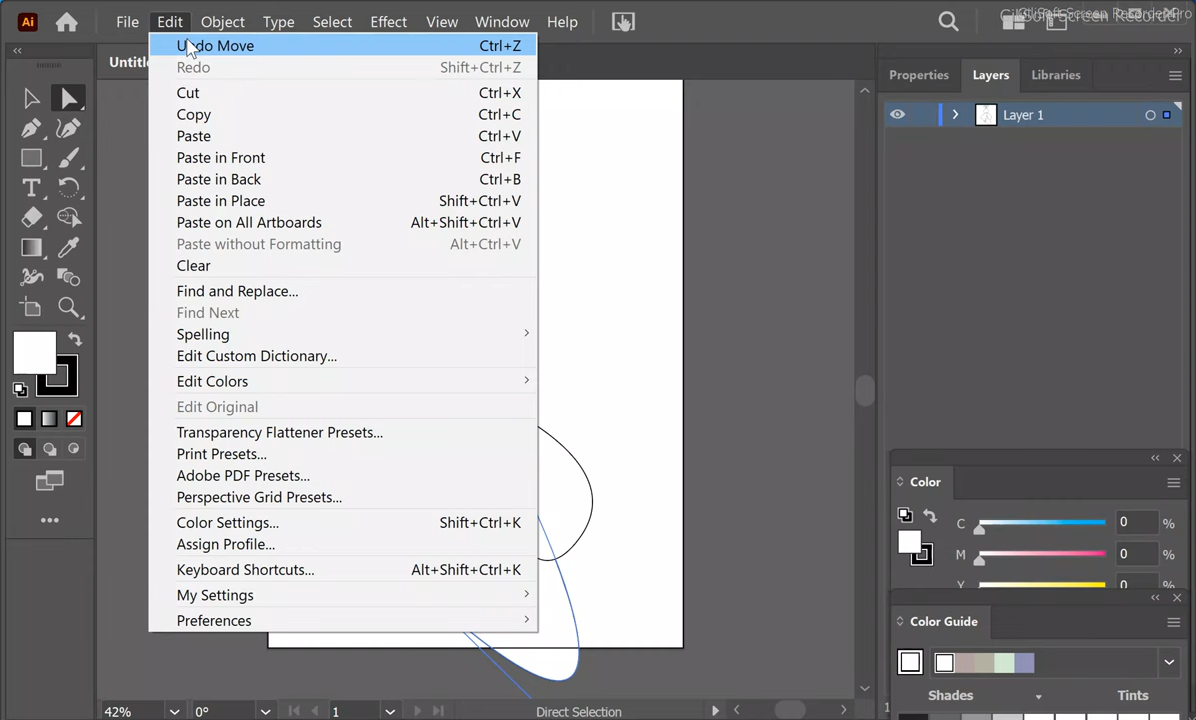 Ai File Edit Object Type Select Effect View Window Help
Undo Move Ctrl+Z
Redo Shift+Ctrl+Z
Cut Ctrl+X
Copy Ctrl+C
Paste Ctrl+V
Paste in Front Ctrl+F
Paste in Back Ctrl+B
Paste in Place Shift+Ctrl+V
Paste on All Artboards Alt+Shift+Ctrl+V
Paste without Formatting Alt+Ctrl+V
Clear
Find and Replace...
Find Next
Spelling
Edit Custom Dictionary...
Edit Colors
Edit Original
Transparency Flattener Presets...
Print Presets...
Adobe PDF Presets...
Perspective Grid Presets...
Color Settings... Shift+Ctrl+K
Assign Profile...
Keyboard Shortcuts... Alt+Shift+Ctrl+K
My Settings
Preferences
Properties Layers Libraries
Layer 1
Color
C 0 %
M 0 %
Y 0 %
Color Guide
Shades Tints
42% 0° 1 Direct Selection